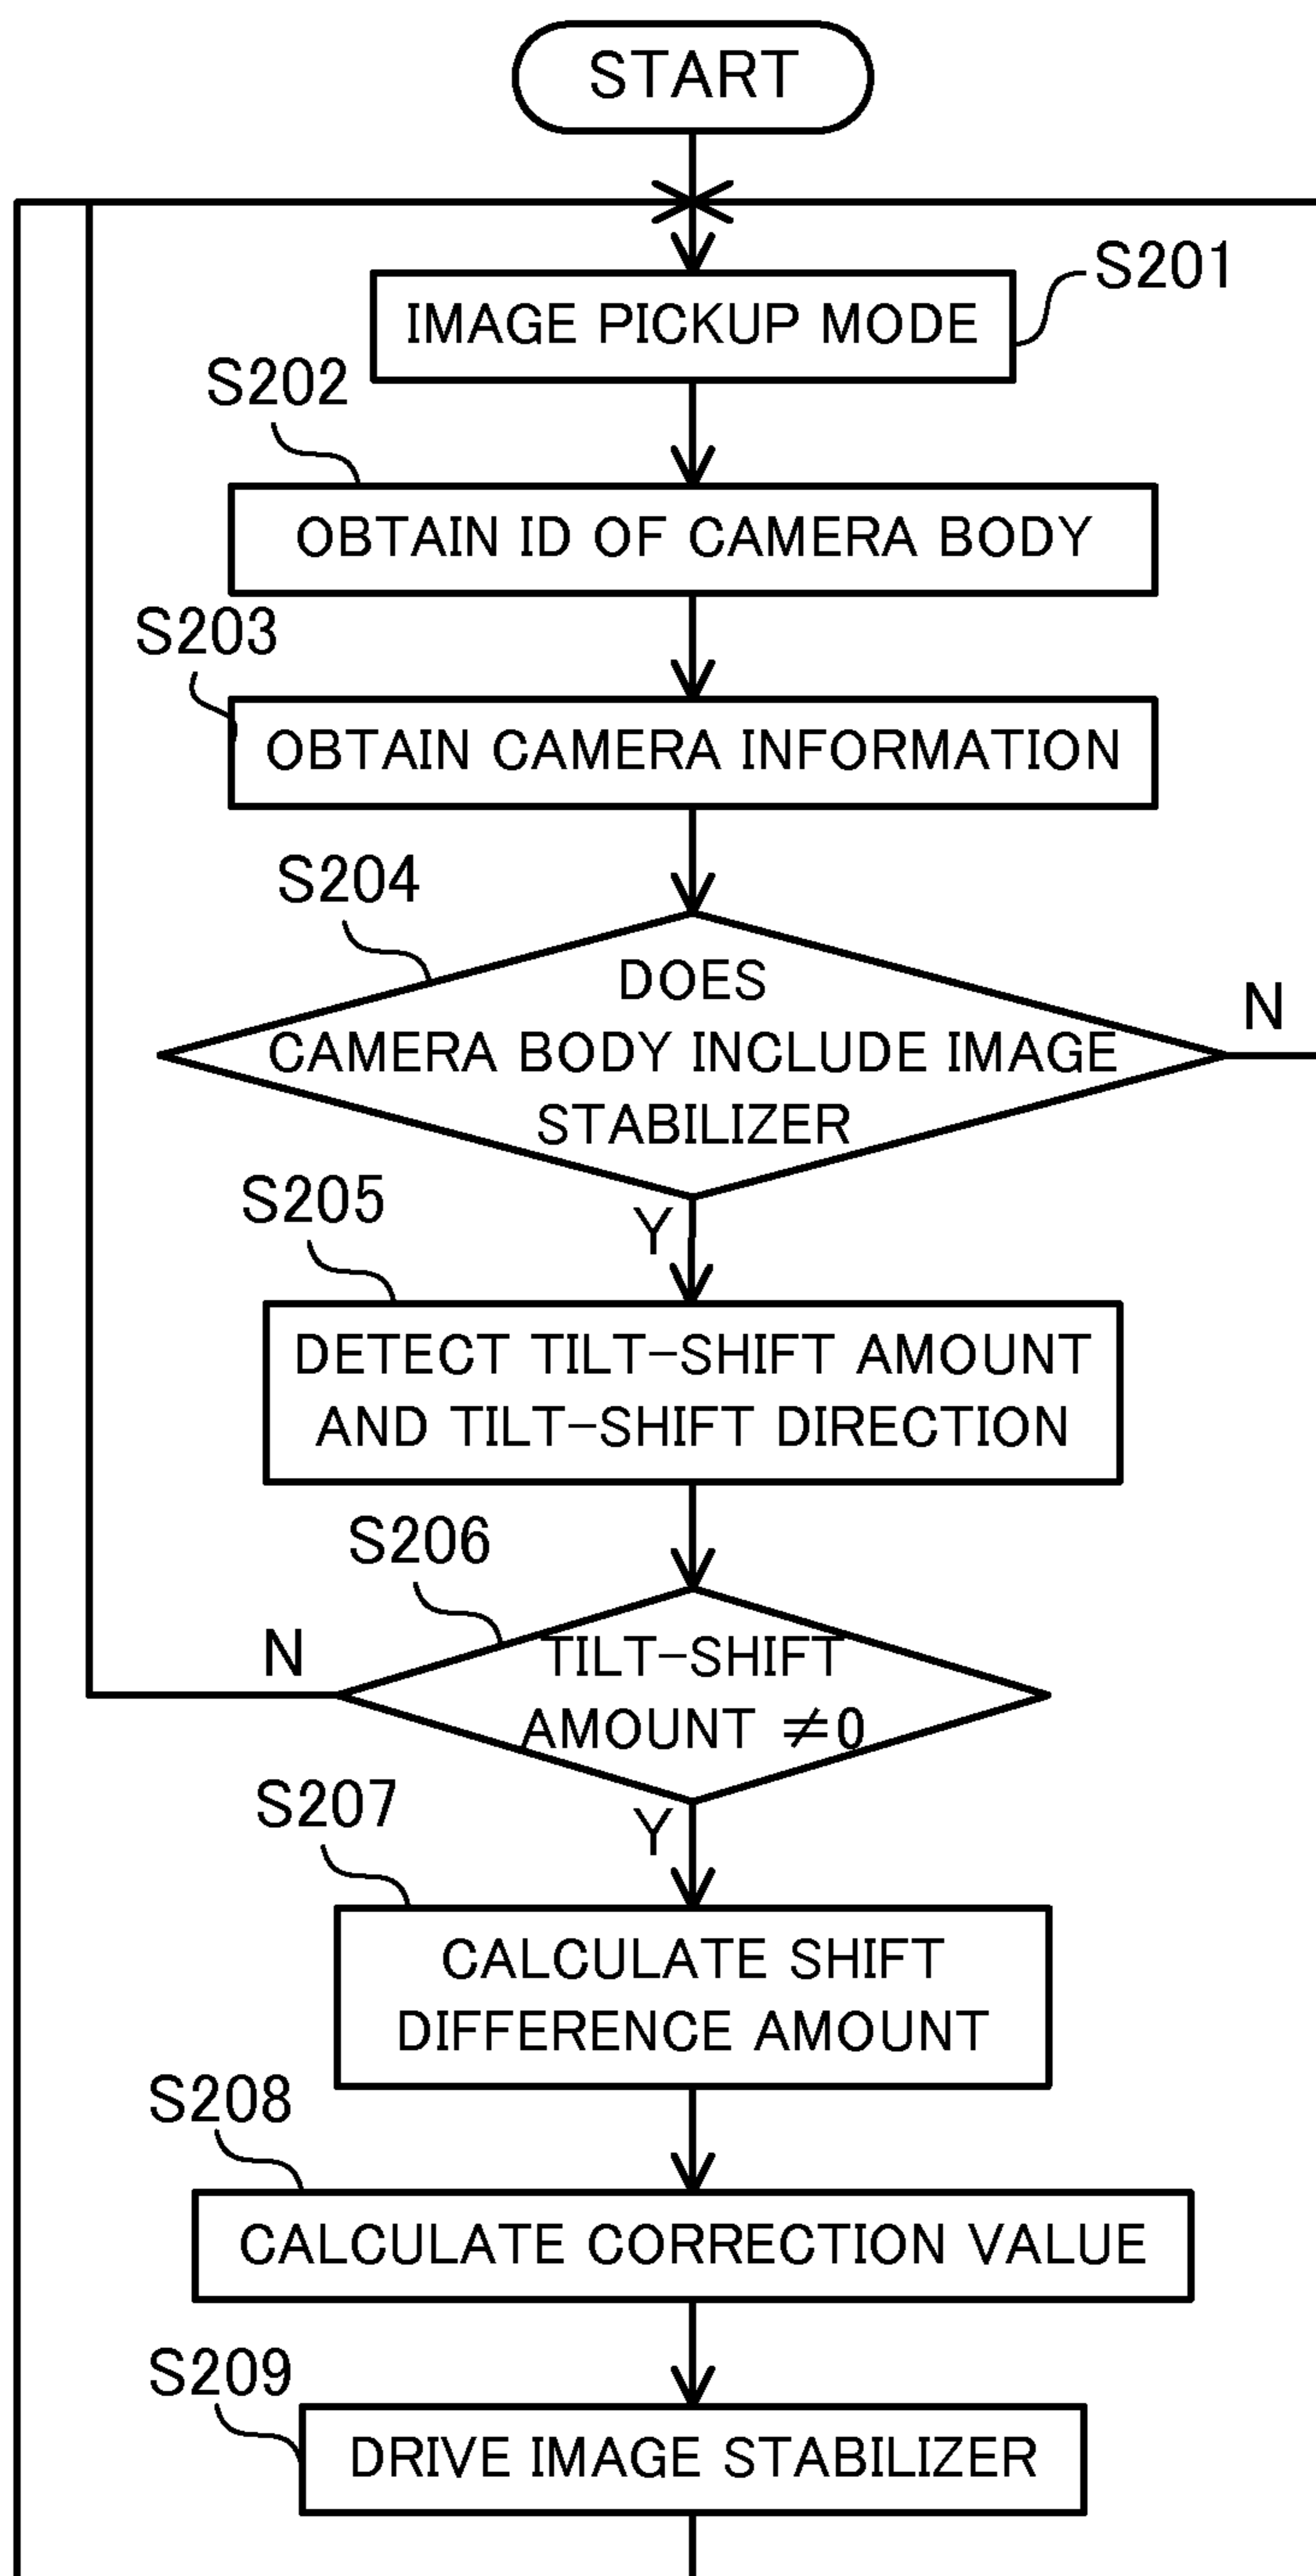 START
S201
IMAGE PICKUP MODE
S202
OBTAIN ID OF CAMERA BODY
S203
OBTAIN CAMERA INFORMATION
S204
DOES
CAMERA BODY INCLUDE IMAGE
STABILIZER
N
Y
S205
DETECT TILT-SHIFT AMOUNT
AND TILT-SHIFT DIRECTION
S206
TILT-SHIFT
AMOUNT ≠0
N
Y
S207
CALCULATE SHIFT
DIFFERENCE AMOUNT
S208
CALCULATE CORRECTION VALUE
S209
DRIVE IMAGE STABILIZER